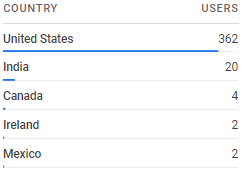 COUNTRY USERS
United States 362
India 20
Canada 4
Ireland 2
Mexico 2